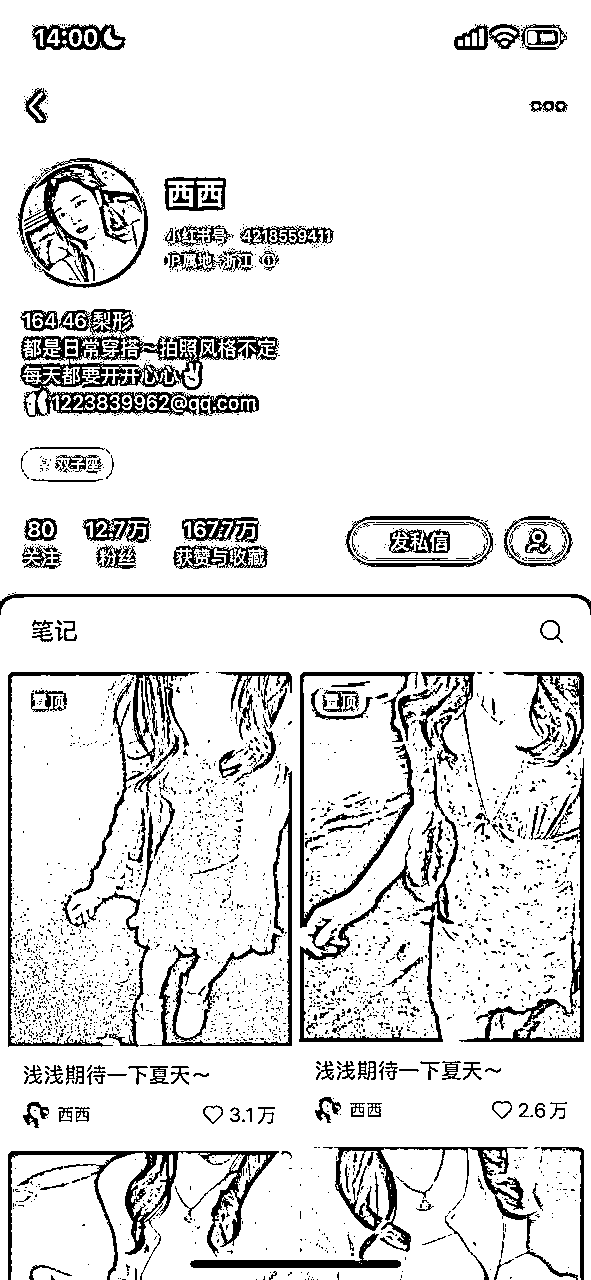 14:00
西西
小红书号：4218559411
IP属地：浙江
164 46 梨形
都是日常穿搭～拍照风格不定
每天都要开开心心✌
1223839962@qq.com
双子座
80 12.7万 167.7万
关注 粉丝 获赞与收藏
发私信
笔记
置顶 置顶
浅浅期待一下夏天～
西西 3.1万
浅浅期待一下夏天～
西西 2.6万